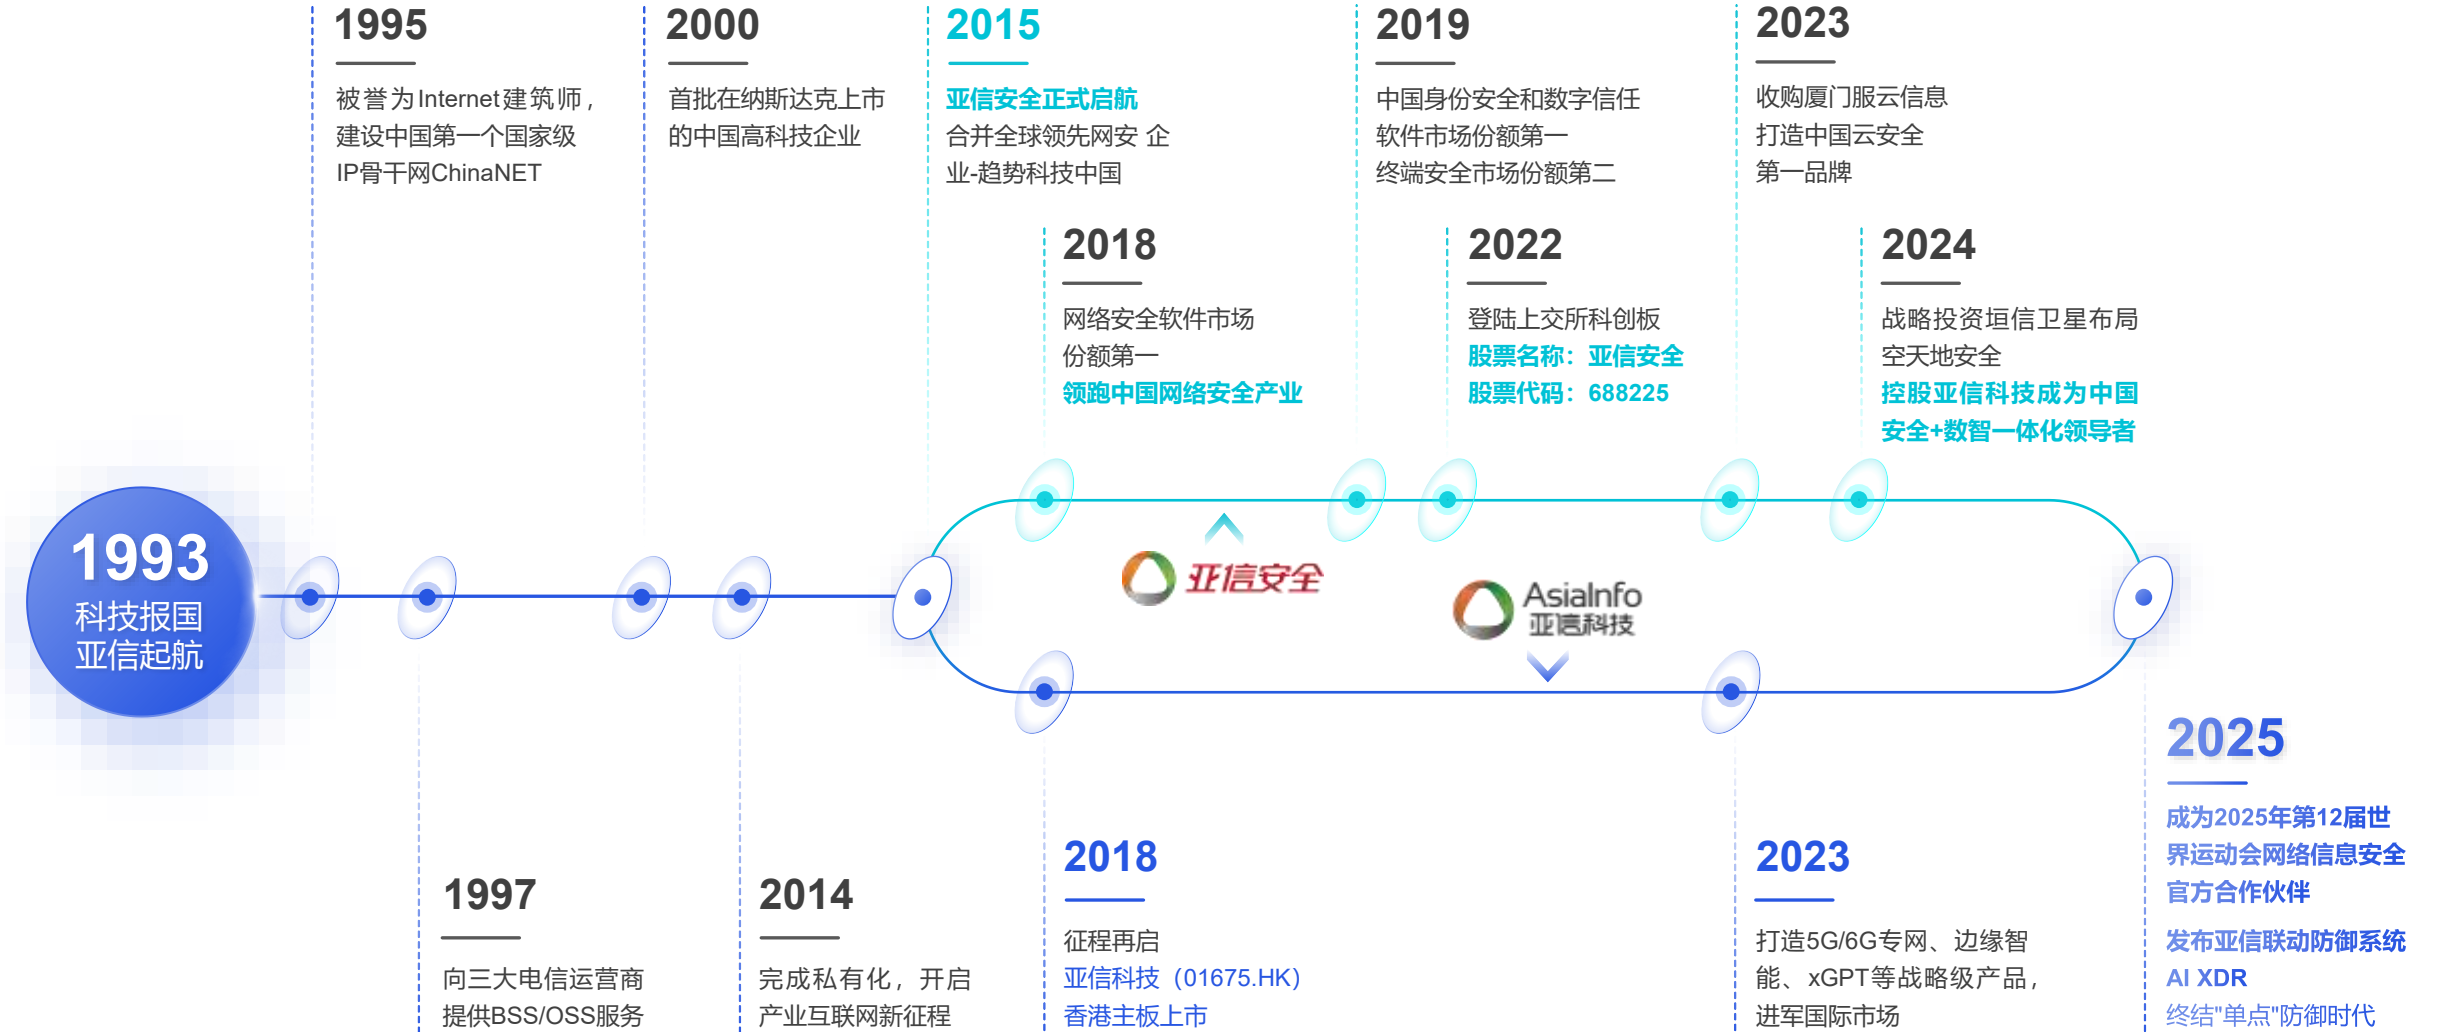 1995
被誉为Internet建筑师，
建设中国第一个国家级
IP骨干网ChinaNET
2000
首批在纳斯达克上市
的中国高科技企业
2015
亚信安全正式启航
合并全球领先网安 企
业-趋势科技中国
2019
中国身份安全和数字信任
软件市场份额第一
终端安全市场份额第二
2023
收购厦门服云信息
打造中国云安全
第一品牌
2018
网络安全软件市场
份额第一
领跑中国网络安全产业
2022
登陆上交所科创板
股票名称：亚信安全
股票代码：688225
2024
战略投资垣信卫星布局
空天地安全
控股亚信科技成为中国
安全+数智一体化领导者
1993
科技报国
亚信起航
亚信安全
AsiaInfo
亚信科技
1997
向三大电信运营商
提供BSS/OSS服务
2014
完成私有化，开启
产业互联网新征程
2018
征程再启
亚信科技（01675.HK）
香港主板上市
2023
打造5G/6G专网、边缘智
能、xGPT等战略级产品，
进军国际市场
2025
成为2025年第12届世
界运动会网络信息安全
官方合作伙伴
发布亚信联动防御系统
AI XDR
终结"单点"防御时代